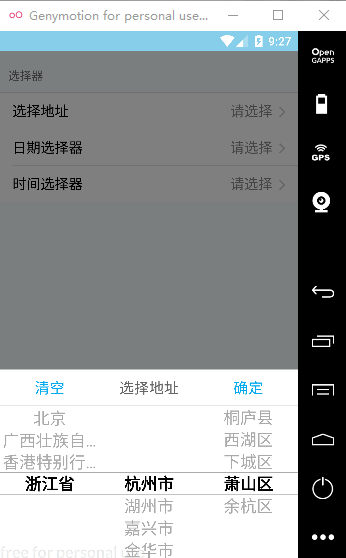 Genymotion for personal use...
9:27
Open
GAPPS
GPS
选择器
选择地址 请选择
日期选择器 请选择
时间选择器 请选择
清空 选择地址 确定
北京 桐庐县
广西壮族自... 西湖区
香港特别行... 下城区
浙江省 杭州市 萧山区
湖州市 余杭区
嘉兴市
金华市
free for personal u